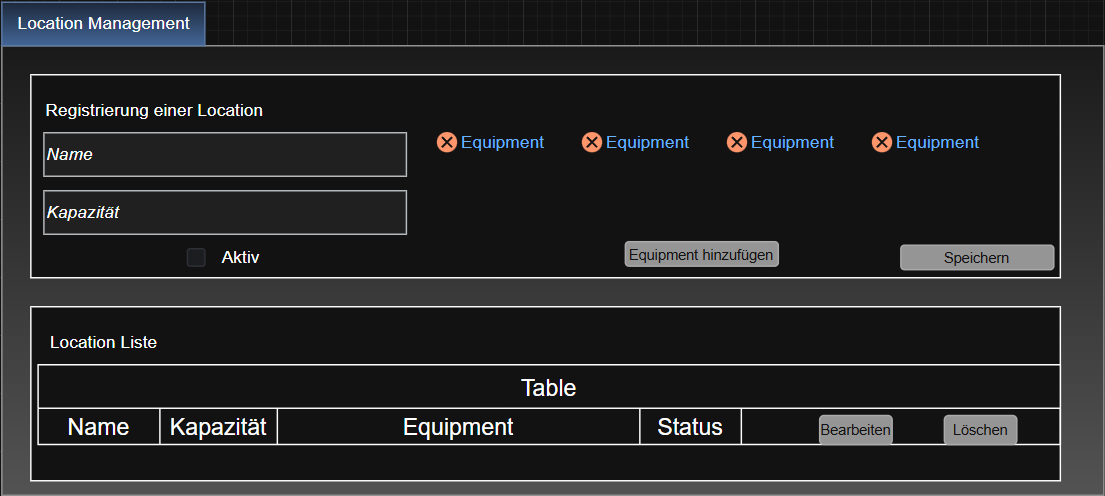 Location Management
Registrierung einer Location
Name
Equipment Equipment Equipment Equipment
Kapazität
Aktiv
Equipment hinzufügen
Speichern
Location Liste
Table
Name Kapazität Equipment Status Bearbeiten Löschen